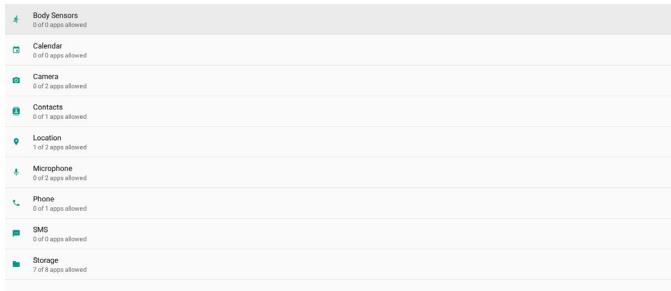 Body Sensors
0 of 0 apps allowed
Calendar
0 of 0 apps allowed
Camera
0 of 2 apps allowed
Contacts
0 of 1 apps allowed
Location
1 of 2 apps allowed
Microphone
0 of 2 apps allowed
Phone
0 of 1 apps allowed
SMS
0 of 0 apps allowed
Storage
7 of 8 apps allowed